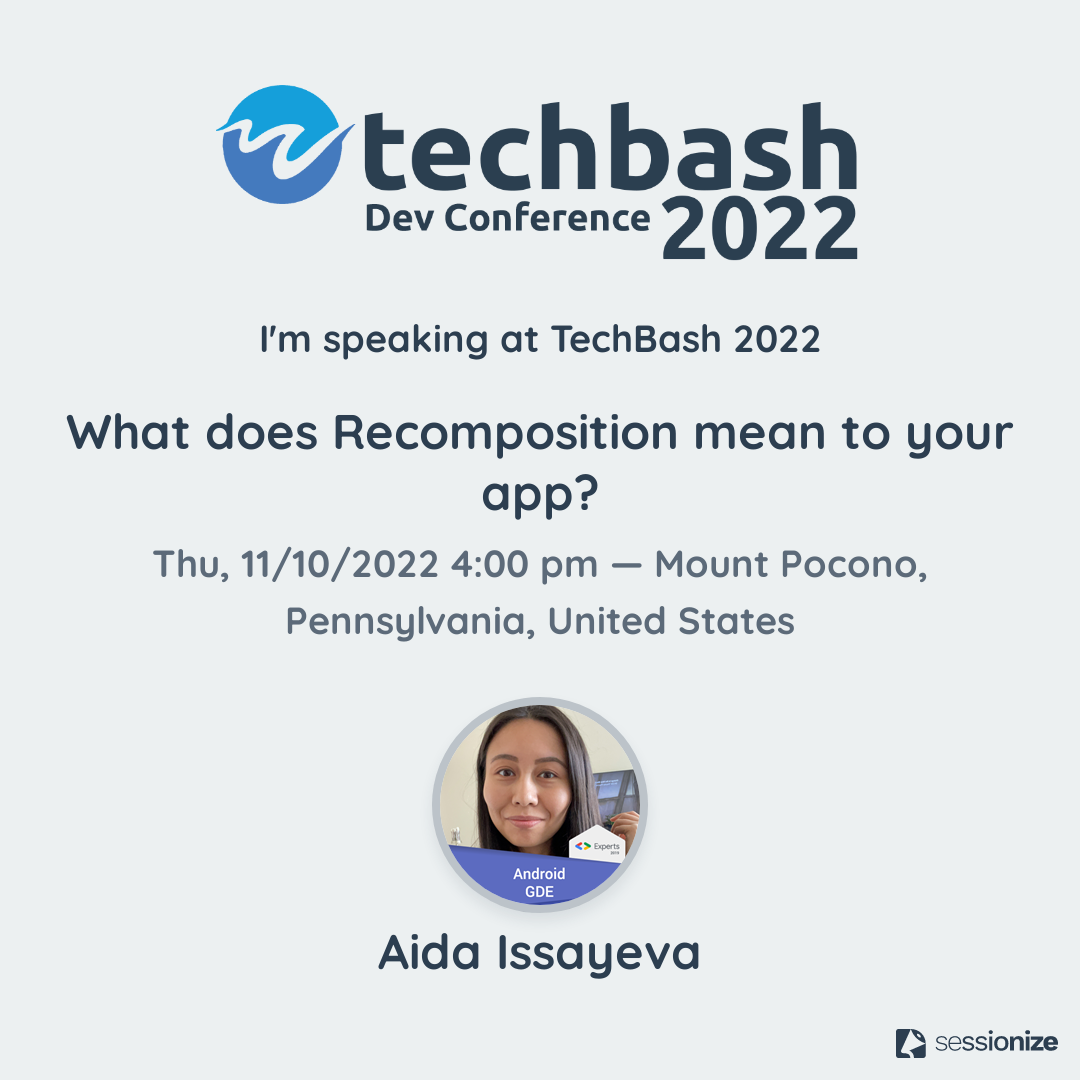 techbash
Dev Conference 2022
I'm speaking at TechBash 2022
What does Recomposition mean to your
app?
Thu, 11/10/2022 4:00 pm — Mount Pocono,
Pennsylvania, United States
Experts
Android
GDE
Aida Issayeva
sessionize